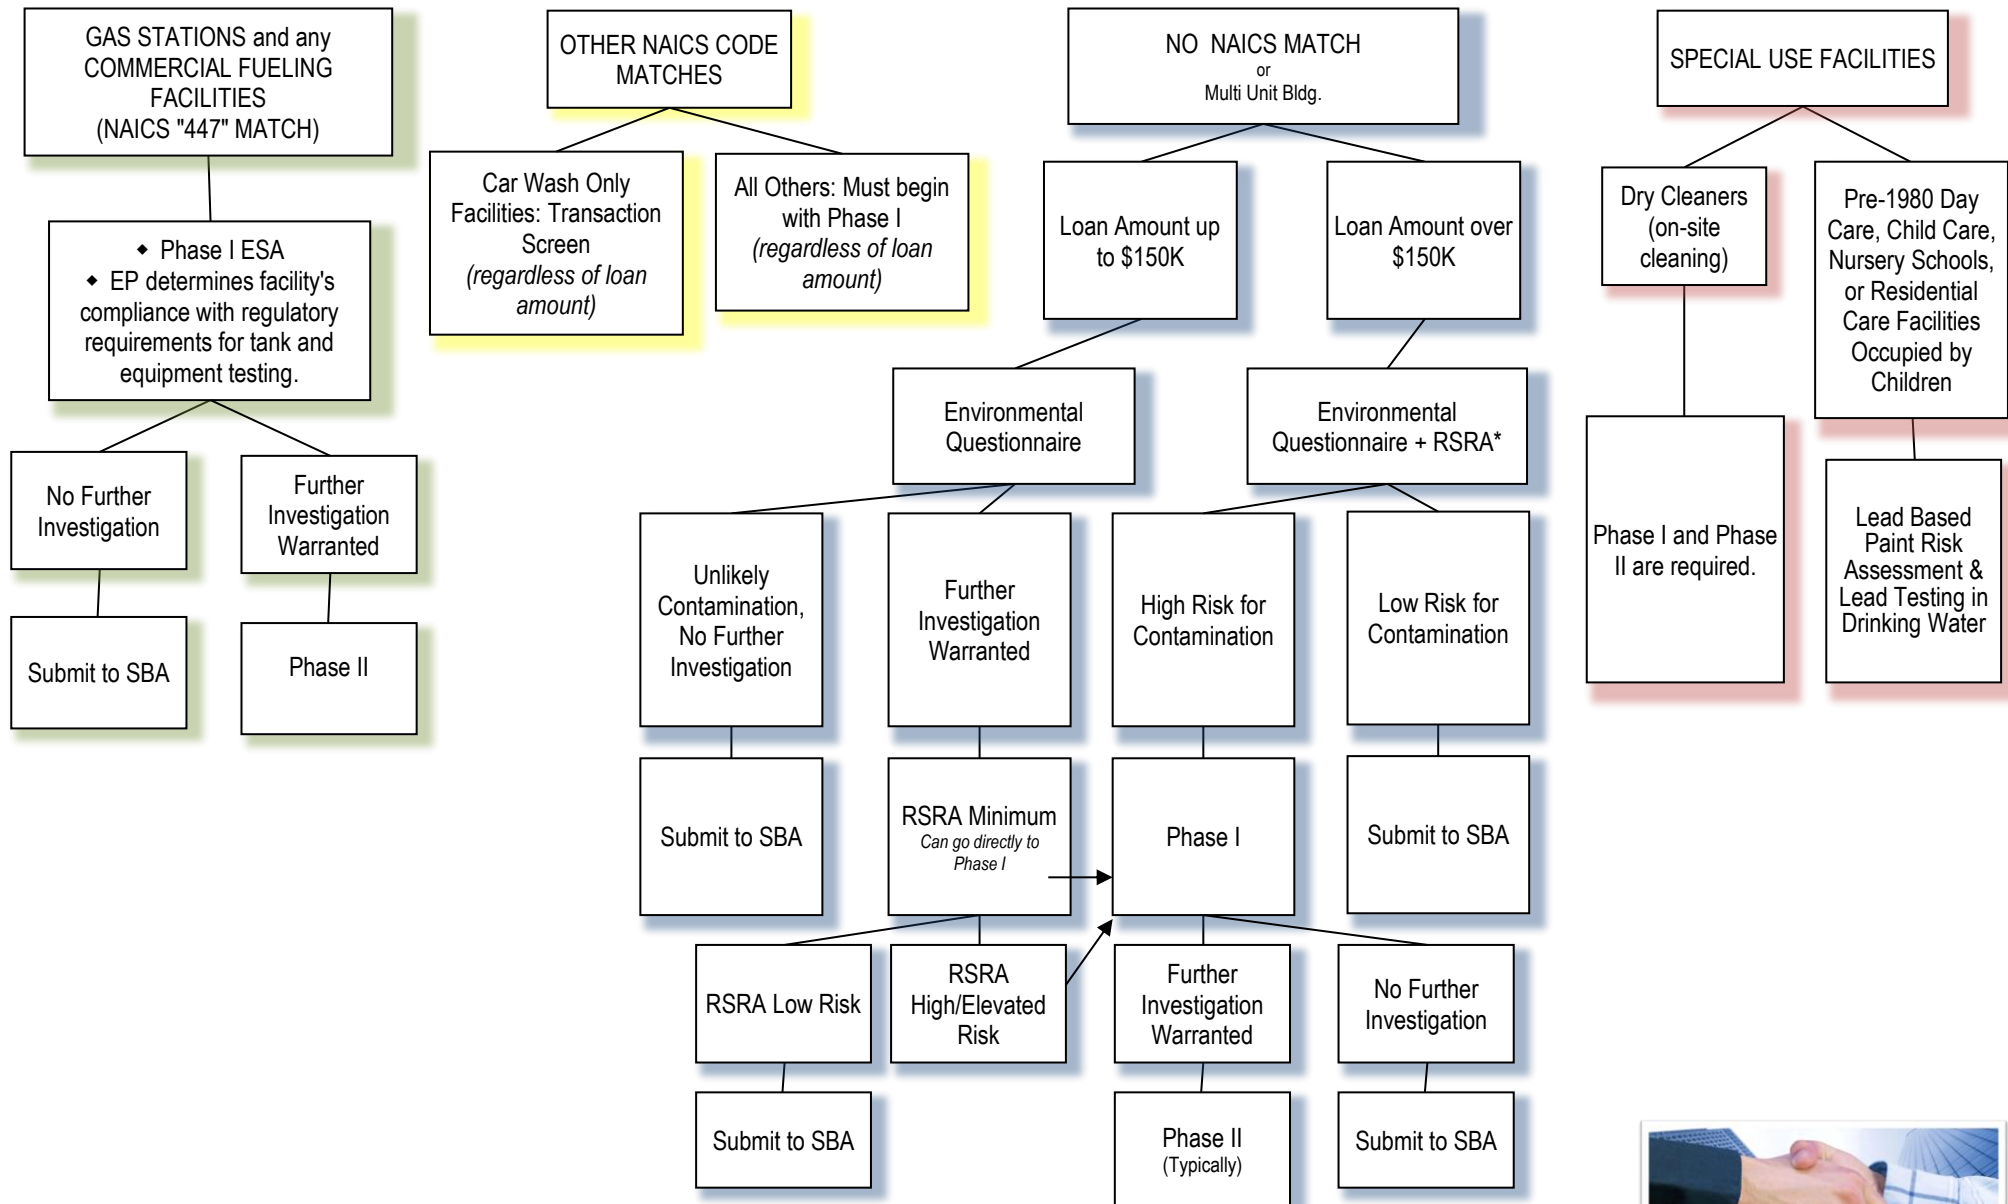 GAS STATIONS and any
COMMERCIAL FUELING
FACILITIES
(NAICS "447" MATCH)
◆ Phase I ESA
◆ EP determines facility's
compliance with regulatory
requirements for tank and
equipment testing.
No Further
Investigation
Further
Investigation
Warranted
Submit to SBA
Phase II
OTHER NAICS CODE
MATCHES
Car Wash Only
Facilities: Transaction
Screen
(regardless of loan
amount)
All Others: Must begin
with Phase I
(regardless of loan
amount)
NO NAICS MATCH
or
Multi Unit Bldg.
Loan Amount up
to $150K
Loan Amount over
$150K
Environmental
Questionnaire
Environmental
Questionnaire + RSRA*
Unlikely
Contamination,
No Further
Investigation
Further
Investigation
Warranted
High Risk for
Contamination
Low Risk for
Contamination
Submit to SBA
RSRA Minimum
Can go directly to
Phase I
Phase I
Submit to SBA
RSRA Low Risk
RSRA
High/Elevated
Risk
Further
Investigation
Warranted
No Further
Investigation
Submit to SBA
Phase II
(Typically)
Submit to SBA
SPECIAL USE FACILITIES
Dry Cleaners
(on-site
cleaning)
Pre-1980 Day
Care, Child Care,
Nursery Schools,
or Residential
Care Facilities
Occupied by
Children
Phase I and Phase
II are required.
Lead Based
Paint Risk
Assessment &
Lead Testing in
Drinking Water